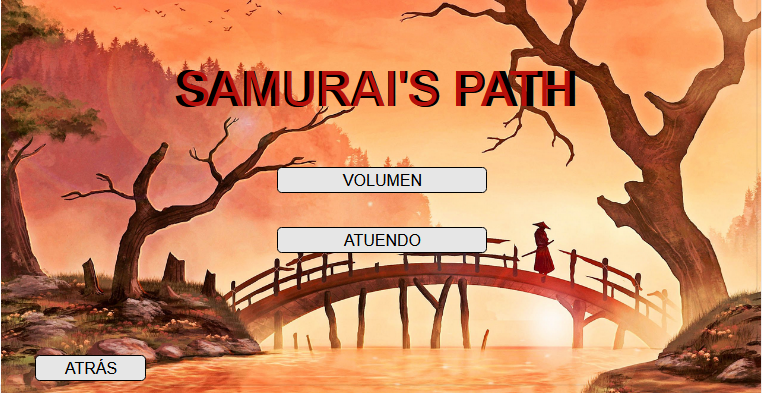 SAMURAI'S PATH
VOLUMEN
ATUENDO
ATRÁS